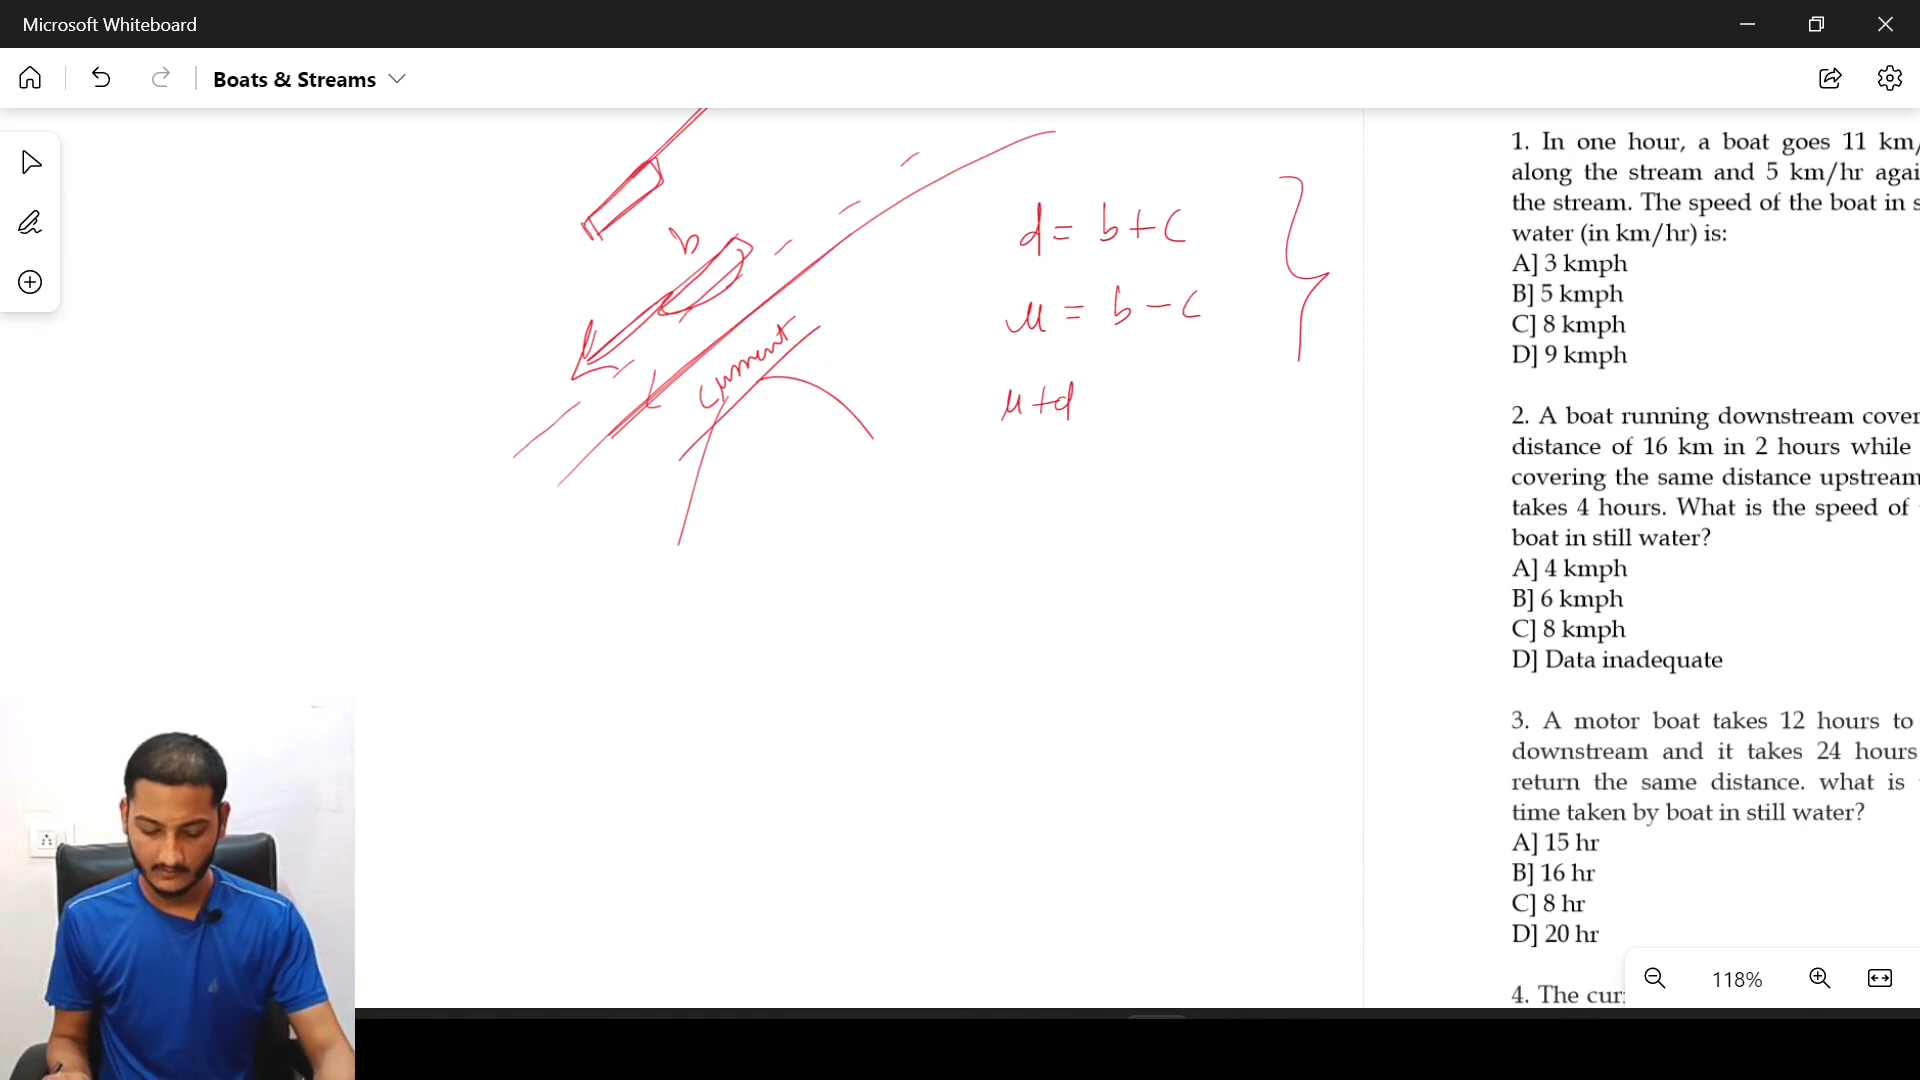 Microsoft Whiteboard
Boats & Streams
b
current
d = b + c
u = b - c
u + d
1. In one hour, a boat goes 11 km/
along the stream and 5 km/hr agai
the stream. The speed of the boat in s
water (in km/hr) is:
A] 3 kmph
B] 5 kmph
C] 8 kmph
D] 9 kmph
2. A boat running downstream cover
distance of 16 km in 2 hours while
covering the same distance upstream
takes 4 hours. What is the speed of
boat in still water?
A] 4 kmph
B] 6 kmph
C] 8 kmph
D] Data inadequate
3. A motor boat takes 12 hours to
downstream and it takes 24 hours
return the same distance. what is
time taken by boat in still water?
A] 15 hr
B] 16 hr
C] 8 hr
D] 20 hr
4. The cur
118%